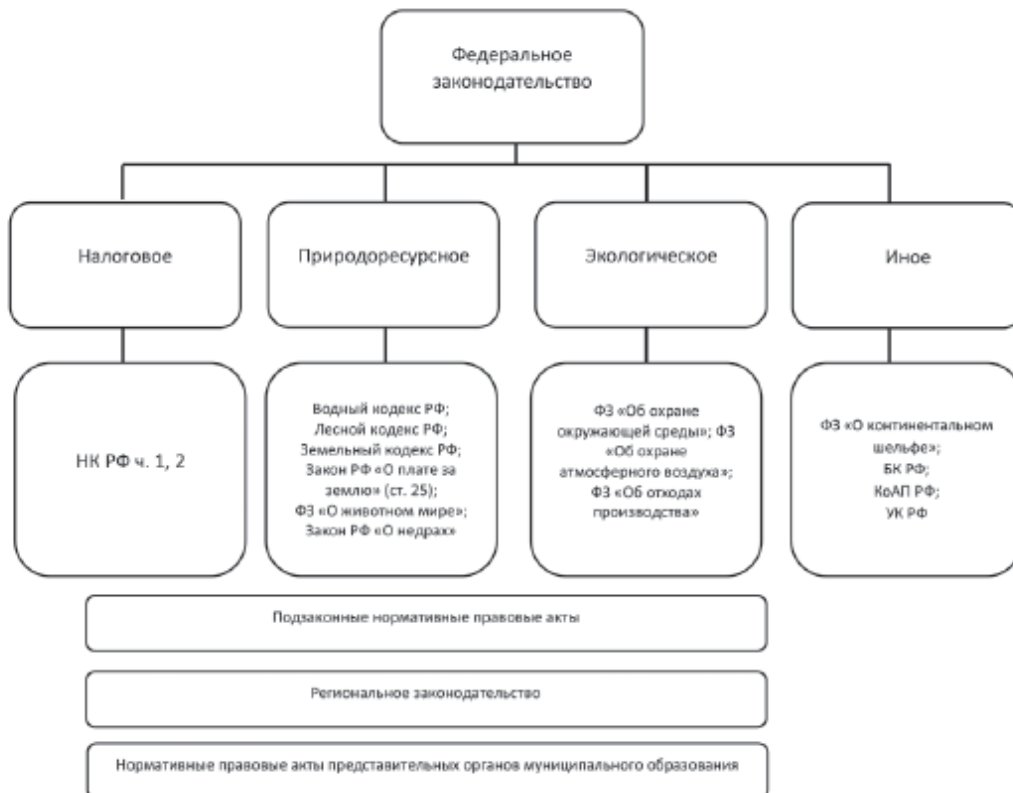 Федеральное
законодательство
Налоговое
Природоресурсное
Экологическое
Иное
НК РФ ч. 1, 2
Водный кодекс РФ;
Лесной кодекс РФ;
Земельный кодекс РФ;
Закон РФ «О плате за
землю» (ст. 25);
ФЗ «О животном мире»;
Закон РФ «О недрах»
ФЗ «Об охране
окружающей среды»; ФЗ
«Об охране
атмосферного воздуха»;
ФЗ «Об отходах
производства»
ФЗ «О континентальном
шельфе»;
БК РФ;
КоАП РФ;
УК РФ
Подзаконные нормативные правовые акты
Региональное законодательство
Нормативные правовые акты представительных органов муниципального образования